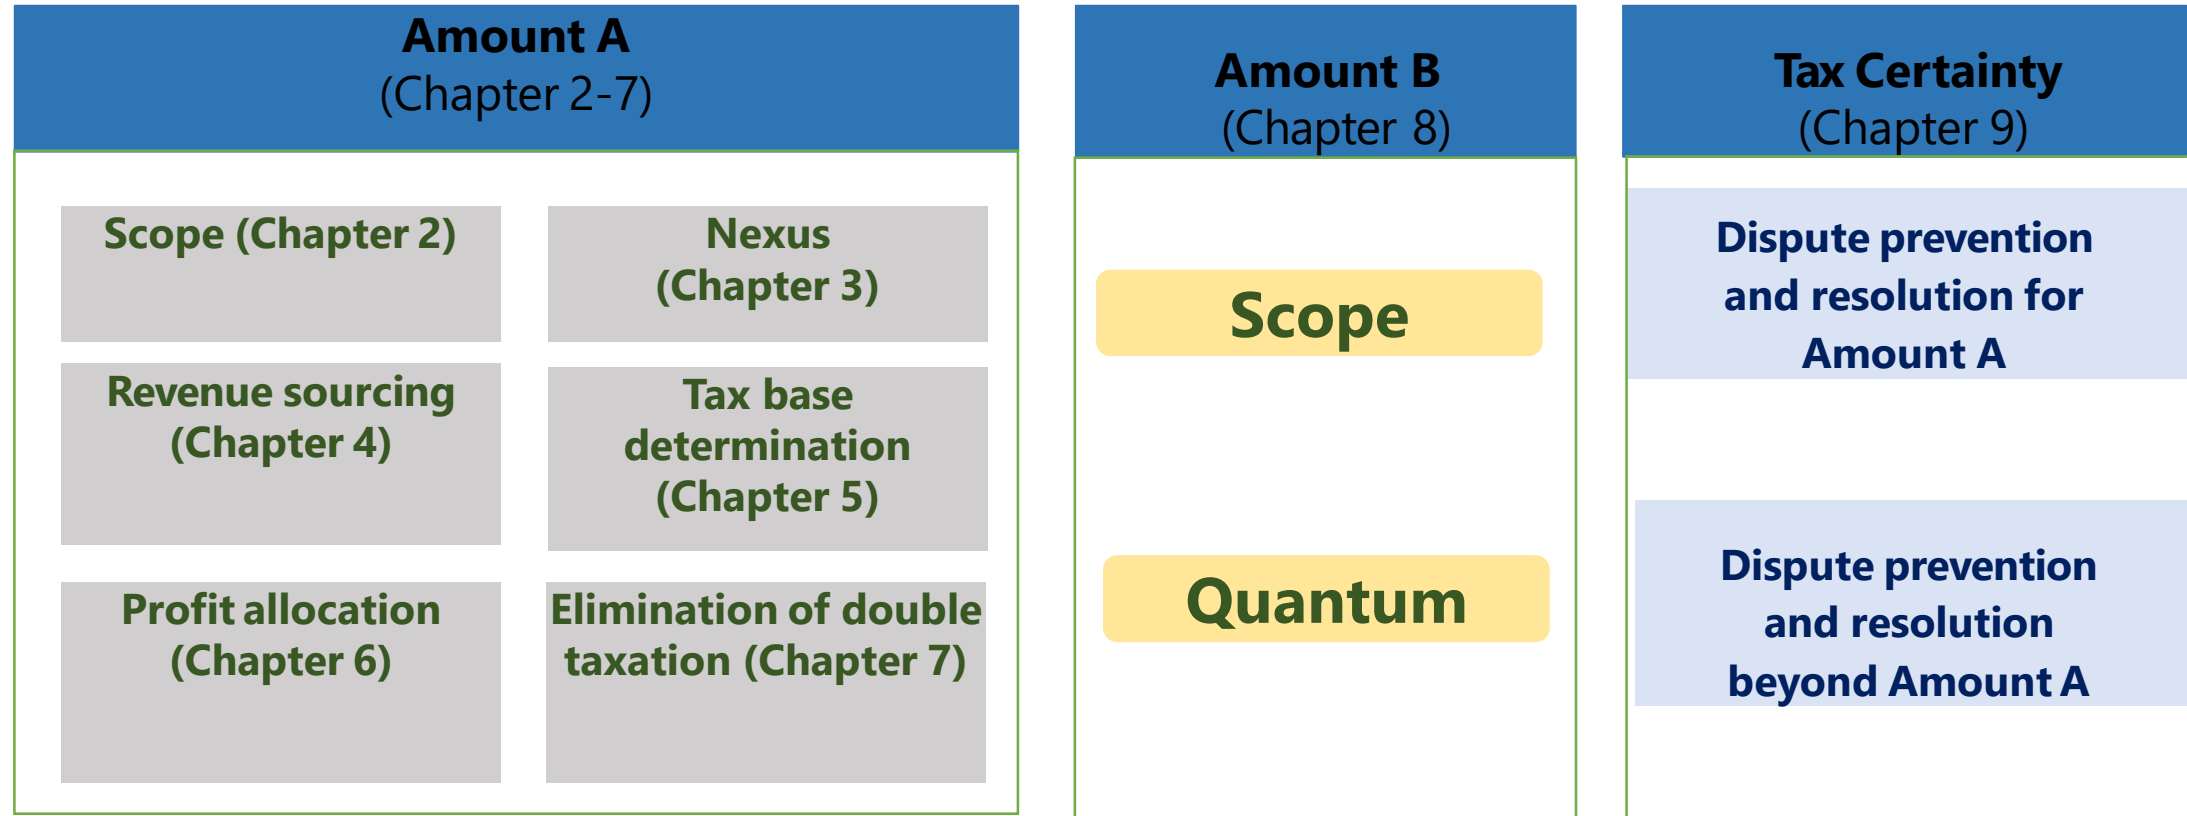 Amount A
(Chapter 2-7)
Scope (Chapter 2)
Nexus
(Chapter 3)
Revenue sourcing
(Chapter 4)
Tax base
determination
(Chapter 5)
Profit allocation
(Chapter 6)
Elimination of double
taxation (Chapter 7)
Amount B
(Chapter 8)
Scope
Quantum
Tax Certainty
(Chapter 9)
Dispute prevention
and resolution for
Amount A
Dispute prevention
and resolution
beyond Amount A